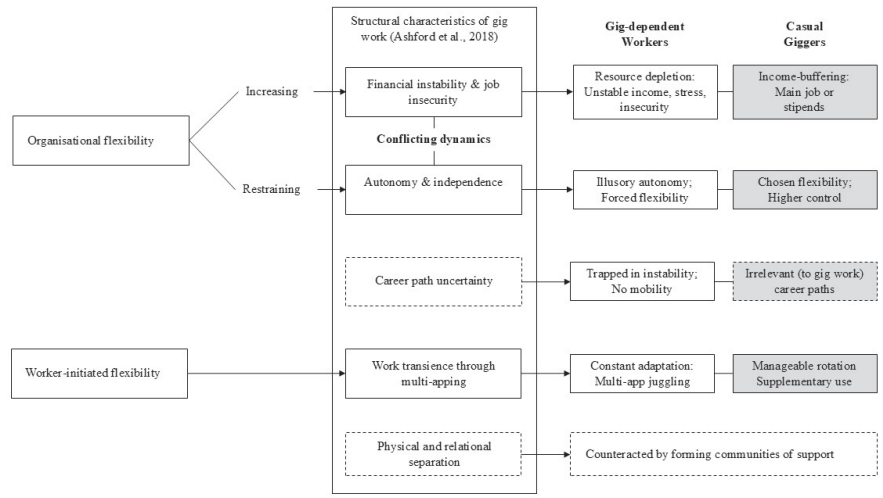 Structural characteristics of gig
work (Ashford et al., 2018)
Gig-dependent
Workers
Casual
Giggers
Increasing
Financial instability & job
insecurity
Resource depletion:
Unstable income, stress,
insecurity
Income-buffering:
Main job or
stipends
Organisational flexibility
Conflicting dynamics
Restraining
Autonomy & independence
Illusory autonomy;
Forced flexibility
Chosen flexibility;
Higher control
Career path uncertainty
Trapped in instability;
No mobility
Irrelevant (to gig work)
career paths
Worker-initiated flexibility
Work transience through
multi-apping
Constant adaptation:
Multi-app juggling
Manageable rotation
Supplementary use
Physical and relational
separation
Counteracted by forming communities of support